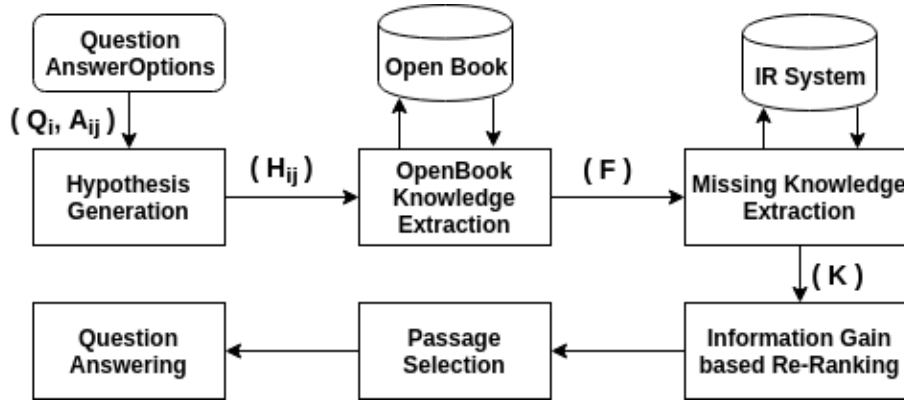 Question
AnswerOptions
Open Book
IR System
( Qi, Aij )
Hypothesis
Generation
( Hij )
OpenBook
Knowledge
Extraction
( F )
Missing Knowledge
Extraction
( K )
Question
Answering
Passage
Selection
Information Gain
based Re-Ranking